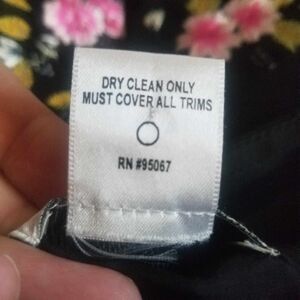 DRY CLEAN ONLY
MUST COVER ALL TRIMS
RN #95067